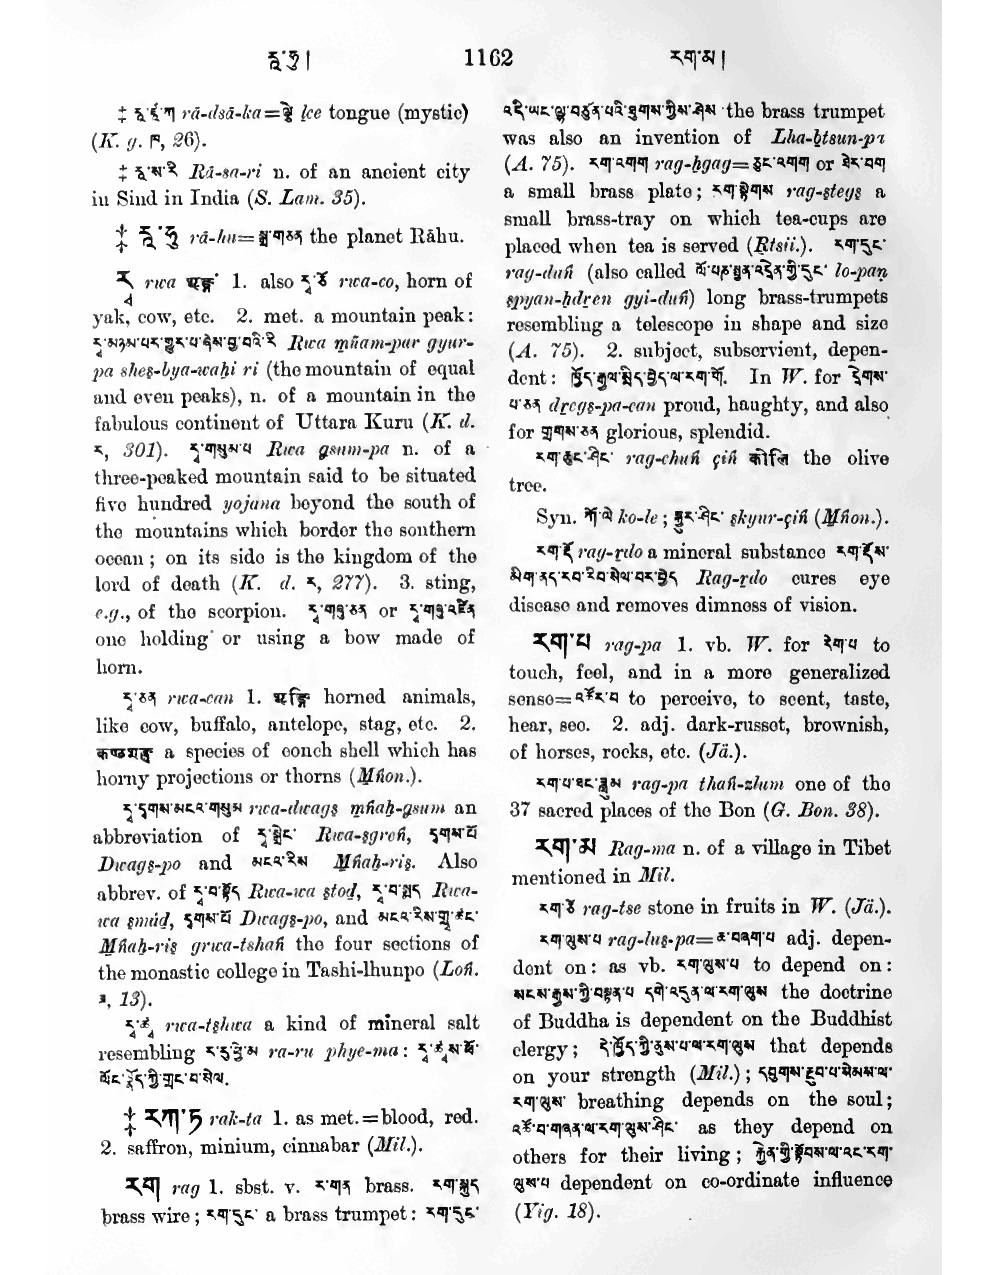 རཱ་ཧུ། 1162 རག་མ།
‡ རཱ་ཛཱ་ཀ rā-dsā-ka=ལྕེ lce tongue (mystic)
(K. g. ཁ, 26).
‡ རཱ་ས་རི Rā-sa-ri n. of an ancient city
in Sind in India (S. Lam. 35).
‡ རཱ་ཧུ rā-hu=སྒྲ་གཅན the planet Râhu.
རྭ rwa शृङ्ग 1. also རྭ་ཅོ rwa-co, horn of
yak, cow, etc. 2. met. a mountain peak:
རྭ་མཉམ་པར་གྱུར་པ་ཞེས་བྱ་བའི་རི Rwa mñam-par gyur-
pa shes-bya-waḥi ri (the mountain of equal
and even peaks), n. of a mountain in the
fabulous continent of Uttara Kuru (K. d.
ར, 301). རྭ་གསུམ་པ Rwa gsum-pa n. of a
three-peaked mountain said to be situated
five hundred yojana beyond the south of
the mountains which border the southern
ocean; on its side is the kingdom of the
lord of death (K. d. ར, 277). 3. sting,
e.g., of the scorpion. རྭ་གཞུ་ཅན or རྭ་གཞུ་འཛིན
one holding or using a bow made of
horn.
རྭ་ཅན rwa-can 1. शृङ्गि horned animals,
like cow, buffalo, antelope, stag, etc. 2.
a species of conch shell which has
horny projections or thorns (Mṅon.).
རྭ་དྭགས་མངའ་གསུམ rwa-dwags mṅaḥ-gsum an
abbreviation of རྭ་སྒྲེང་ Rwa-sgreṅ, དྭགས་པོ
Dwags-po and མངའ་རིས Mṅaḥ-ris. Also
abbrev. of རྭ་བ་སྟོད Rwa-wa stod, རྭ་བ་སྨད Rwa-
wa smad, དྭགས་པོ Dwags-po, and མངའ་རིས་གྲྭ་ཚང་
Mṅaḥ-ris grwa-tshaṅ the four sections of
the monastic college in Tashi-lhunpo (Loṅ.
༣, 13).
རྭ་ཚྭ rwa-tshwa a kind of mineral salt
resembling ར་རུ་ཕྱེ་མ ra-ru phye-ma: རྭ་ཚྭས་མོ་
‡ རཀ་ཏ rak-ta 1. as met.=blood, red.
2. saffron, minium, cinnabar (Mil.).
རག rag 1. sbst. v. ར་གན brass. རག་སྐུད
brass wire; རག་དུང་ a brass trumpet: རག་དུང་
འདི་ཡང་ལྷ་བཙུན་པའི་ཐུགས་ཀྱིས་ཤེས the brass trumpet
was also an invention of Lha-btsun-pa
(A. 75). རག་འགག rag-ḥgag=ཅུང་འགག or ཤེར་བག
a small brass plate; རག་སྟེགས rag-stegs a
small brass-tray on which tea-cups are
placed when tea is served (Rtsii.). རག་དུང་
rag-duṅ (also called ལོ་པཎ་སྤྱན་འདྲེན་གྱི་དུང་ lo-paṇ
spyan-ḥdren gyi-duṅ) long brass-trumpets
resembling a telescope in shape and size
(A. 75). 2. subject, subservient, depen-
dent: ཁྱོད་རྒྱལ་སྲིད་བྱེད་ལ་རག་གོ. In W. for དྲེགས་
པ་ཅན dregs-pa-can proud, haughty, and also
for གྲགས་ཅན glorious, splendid.
རག་ཆུང་ཤིང་ rag-chuṅ çiṅ कोलि the olive
tree.
Syn. ཀོ་ལེ ko-le; སྐྱུར་ཤིང་ skyur-çiṅ (Mṅon.).
རག་རྡོ rag-rdo a mineral substance རག་རྡོས་
མིག་ནད་རབ་རིབ་སེལ་བར་བྱེད Rag-rdo cures eye
disease and removes dimness of vision.
རག་པ rag-pa 1. vb. W. for རེག་པ to
touch, feel, and in a more generalized
sense=འཚོར་བ to perceive, to scent, taste,
hear, see. 2. adj. dark-russet, brownish,
of horses, rocks, etc. (Jä.).
རག་པ་ཐང་ཟླུམ rag-pa thaṅ-zlum one of the
37 sacred places of the Bon (G. Bon. 38).
རག་མ Rag-ma n. of a village in Tibet
mentioned in Mil.
རག་ཙེ rag-tse stone in fruits in W. (Jä.).
རག་ལུས་པ rag-lus-pa=ཆ་བཞག་པ adj. depen-
dent on: as vb. རག་ལུས་པ to depend on:
སངས་རྒྱས་ཀྱི་བསྟན་པ་དགེ་འདུན་ལ་རག་ལུས the doctrine
of Buddha is dependent on the Buddhist
clergy; དེ་ཁྱོད་ཀྱི་ནུས་པ་ལ་རག་ལུས that depends
on your strength (Mil.); དབུགས་རྔུབ་པ་སེམས་ལ་
རག་ལུས་ breathing depends on the soul;
འཚོ་བ་གཞན་ལ་རག་ལུས་ཤིང་ as they depend on
others for their living; རྐྱེན་གྱི་སྟོབས་ལ་འང་རག་
ལུས་པ dependent on co-ordinate influence
(Yig. 18).